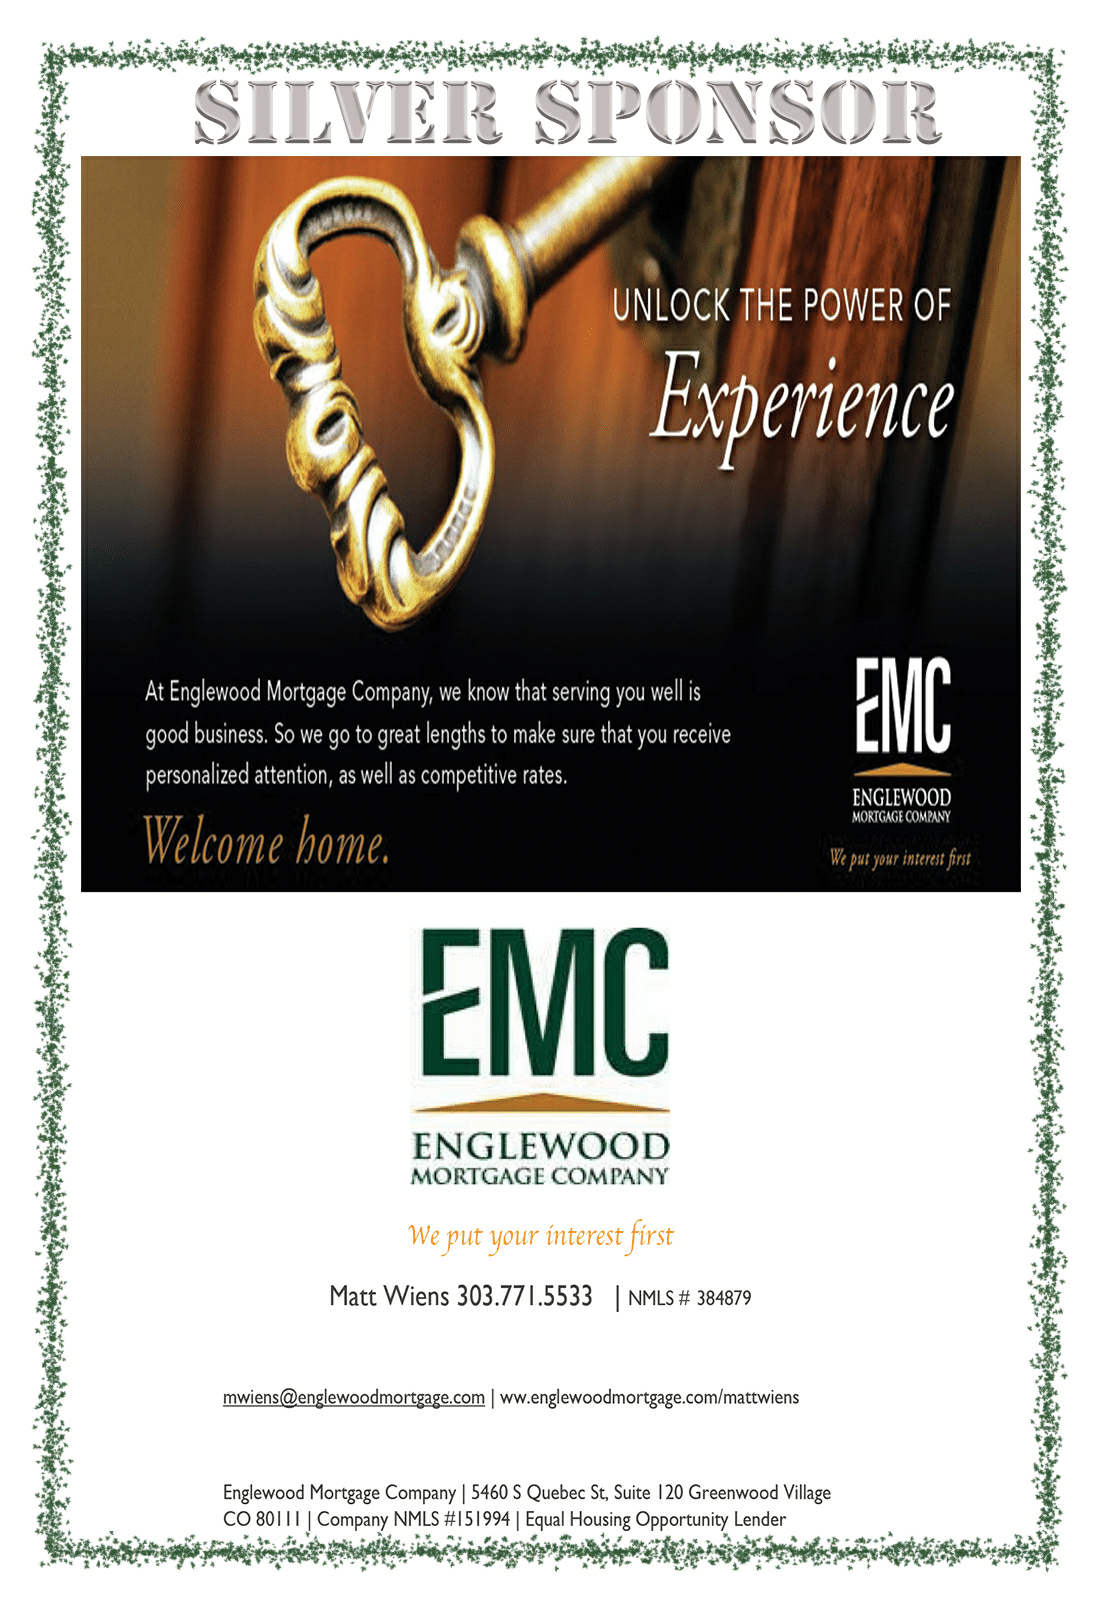 SILVER SPONSOR
UNLOCK THE POWER OF
Experience
At Englewood Mortgage Company, we know that serving you well is
good business. So we go to great lengths to make sure that you receive
personalized attention, as well as competitive rates.
Welcome home.
EMC
ENGLEWOOD
MORTGAGE COMPANY
We put your interest first
EMC
ENGLEWOOD
MORTGAGE COMPANY
We put your interest first
Matt Wiens 303.771.5533 | NMLS # 384879
mwiens@englewoodmortgage.com | ww.englewoodmortgage.com/mattwiens
Englewood Mortgage Company | 5460 S Quebec St, Suite 120 Greenwood Village
CO 80111 | Company NMLS #151994 | Equal Housing Opportunity Lender